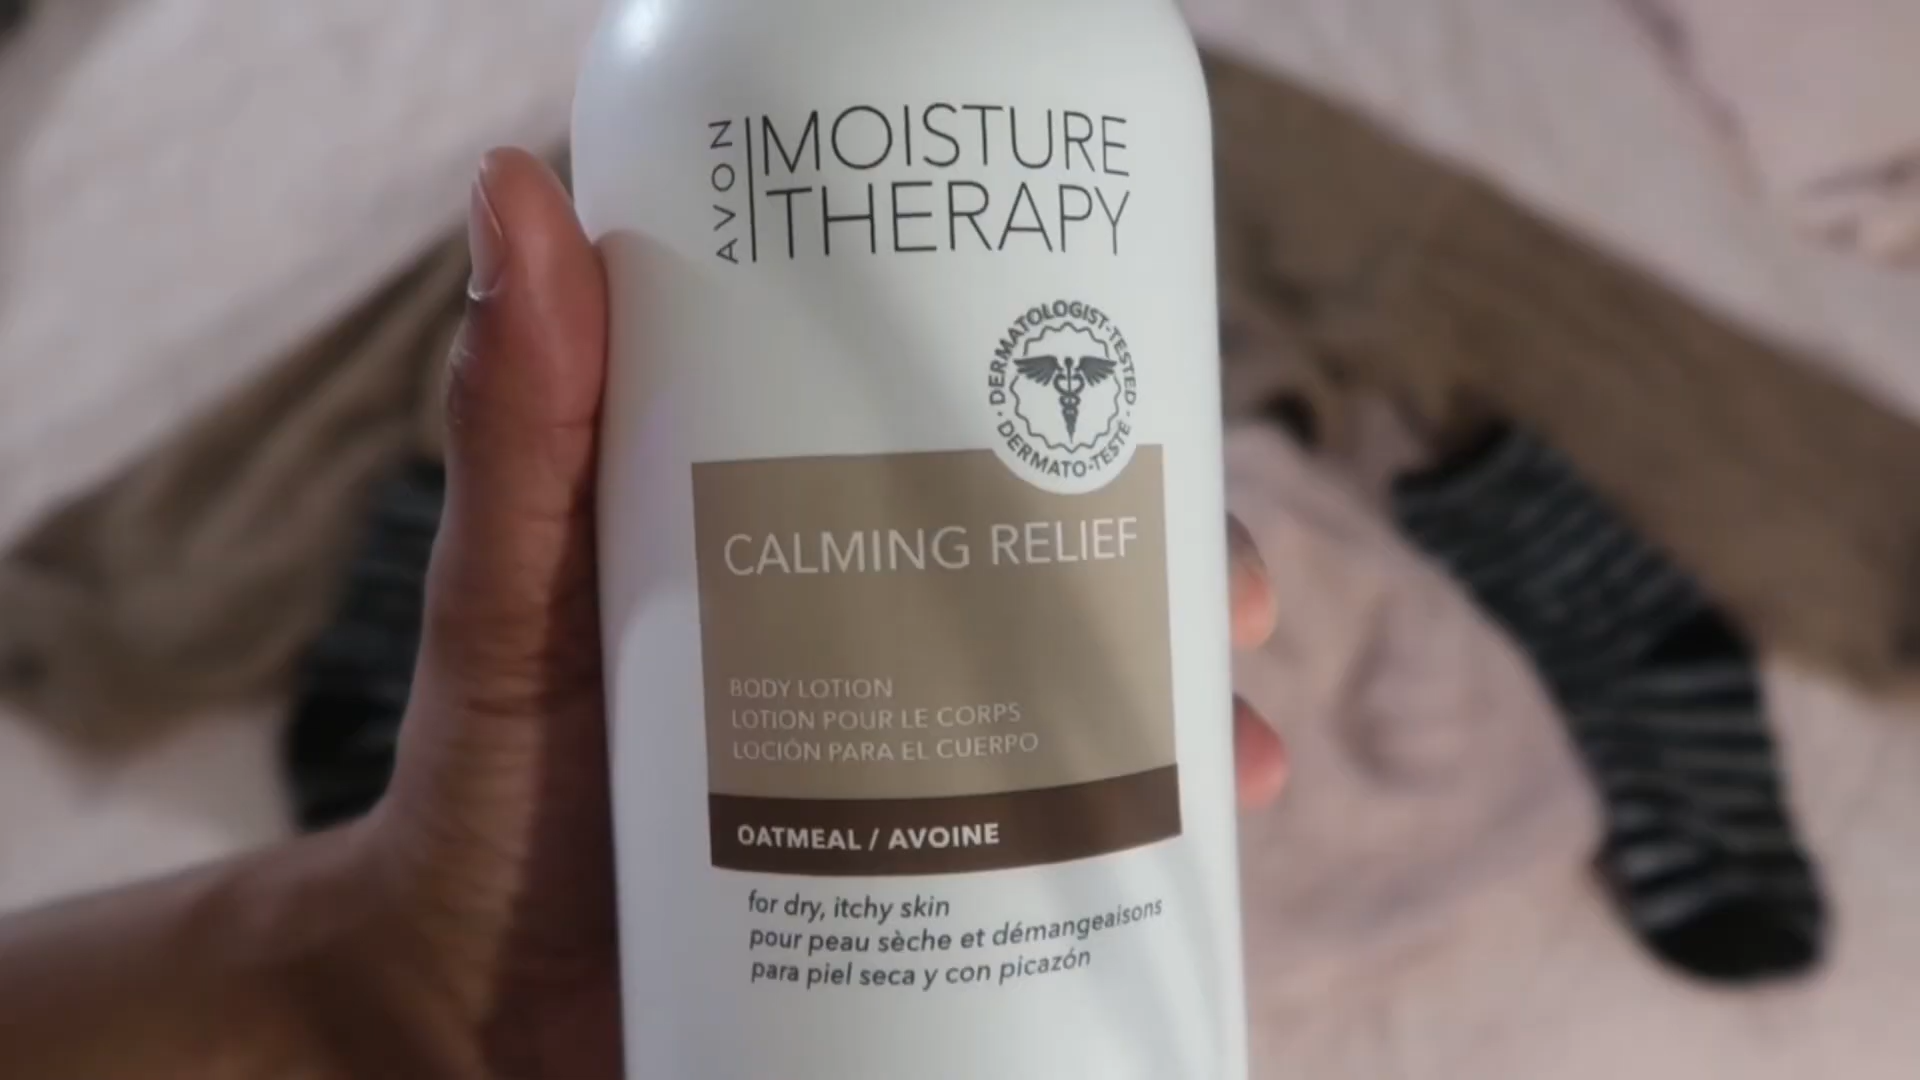 AVON
MOISTURE
THERAPY
DERMATOLOGIST-TESTED
DERMATO-TESTÉ
CALMING RELIEF
BODY LOTION
LOTION POUR LE CORPS
LOCIÓN PARA EL CUERPO
OATMEAL / AVOINE
for dry, itchy skin
pour peau sèche et démangeaisons
para piel seca y con picazón